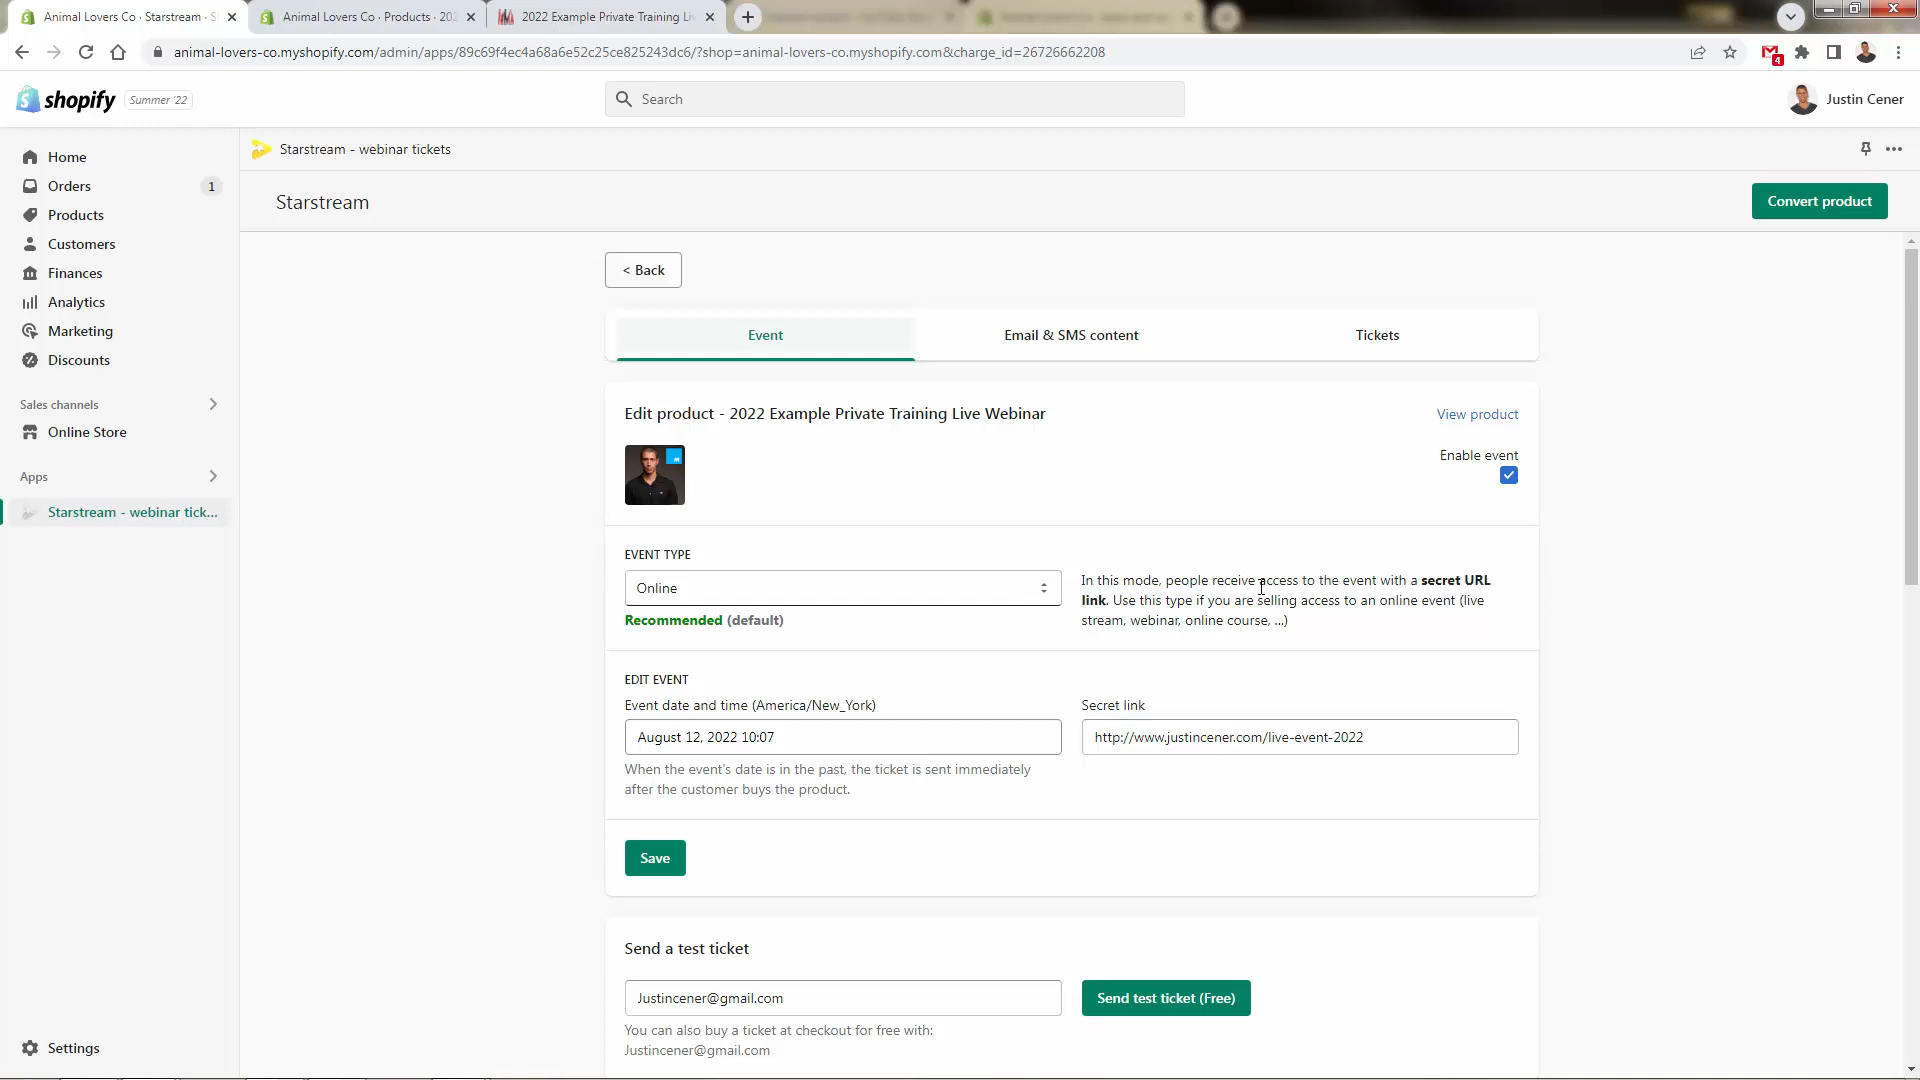 Animal Lovers Co · Starstream · S
Animal Lovers Co · Products · 202
2022 Example Private Training Li
animal-lovers-co.myshopify.com/admin/apps/89c69f4ec4a68a6e52c25ce825243dc6/?shop=animal-lovers-co.myshopify.com&charge_id=26726662208
4
shopify
Summer '22
Search
Justin Cener
Home
Orders
1
Products
Customers
Finances
Analytics
Marketing
Discounts
Sales channels
Online Store
Apps
Starstream - webinar tick...
Settings
Starstream - webinar tickets
Starstream
Convert product
< Back
Event
Email & SMS content
Tickets
Edit product - 2022 Example Private Training Live Webinar
View product
Enable event
EVENT TYPE
Online
Recommended (default)
In this mode, people receive access to the event with a secret URL
link. Use this type if you are selling access to an online event (live
stream, webinar, online course, ...)
EDIT EVENT
Event date and time (America/New_York)
August 12, 2022 10:07
When the event's date is in the past, the ticket is sent immediately
after the customer buys the product.
Secret link
http://www.justincener.com/live-event-2022
Save
Send a test ticket
Justincener@gmail.com
Send test ticket (Free)
You can also buy a ticket at checkout for free with:
Justincener@gmail.com